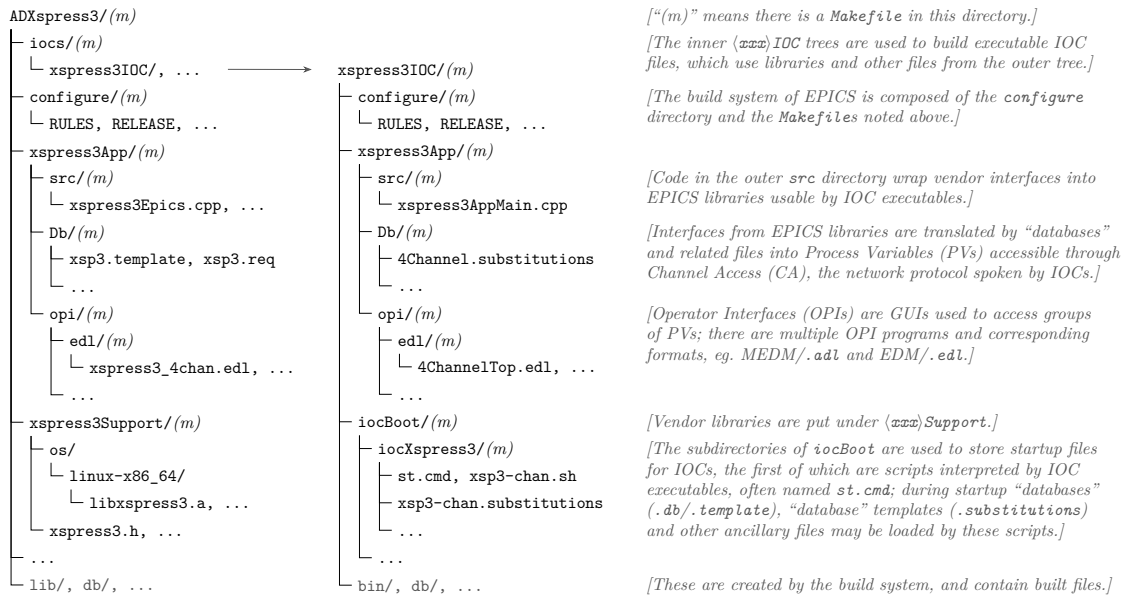 ADXspress3/(m)
iocs/(m)
xspress3IOC/, ...
configure/(m)
RULES, RELEASE, ...
xspress3App/(m)
src/(m)
xspress3Epics.cpp, ...
Db/(m)
xsp3.template, xsp3.req
...
opi/(m)
edl/(m)
xspress3_4chan.edl, ...
...
xspress3Support/(m)
os/
linux-x86_64/
libxspress3.a, ...
xspress3.h, ...
...
lib/, db/, ...
xspress3IOC/(m)
configure/(m)
RULES, RELEASE, ...
xspress3App/(m)
src/(m)
xspress3AppMain.cpp
Db/(m)
4Channel.substitutions
...
opi/(m)
edl/(m)
4ChannelTop.edl, ...
...
iocBoot/(m)
iocXspress3/(m)
st.cmd, xsp3-chan.sh
xsp3-chan.substitutions
...
...
bin/, db/, ...
[“(m)” means there is a Makefile in this directory.]
[The inner ⟨xxx⟩IOC trees are used to build executable IOC
files, which use libraries and other files from the outer tree.]
[The build system of EPICS is composed of the configure
directory and the Makefiles noted above.]
[Code in the outer src directory wrap vendor interfaces into
EPICS libraries usable by IOC executables.]
[Interfaces from EPICS libraries are translated by “databases”
and related files into Process Variables (PVs) accessible through
Channel Access (CA), the network protocol spoken by IOCs.]
[Operator Interfaces (OPIs) are GUIs used to access groups
of PVs; there are multiple OPI programs and corresponding
formats, eg. MEDM/.adl and EDM/.edl.]
[Vendor libraries are put under ⟨xxx⟩Support.]
[The subdirectories of iocBoot are used to store startup files
for IOCs, the first of which are scripts interpreted by IOC
executables, often named st.cmd; during startup “databases”
(.db/.template), “database” templates (.substitutions)
and other ancillary files may be loaded by these scripts.]
[These are created by the build system, and contain built files.]